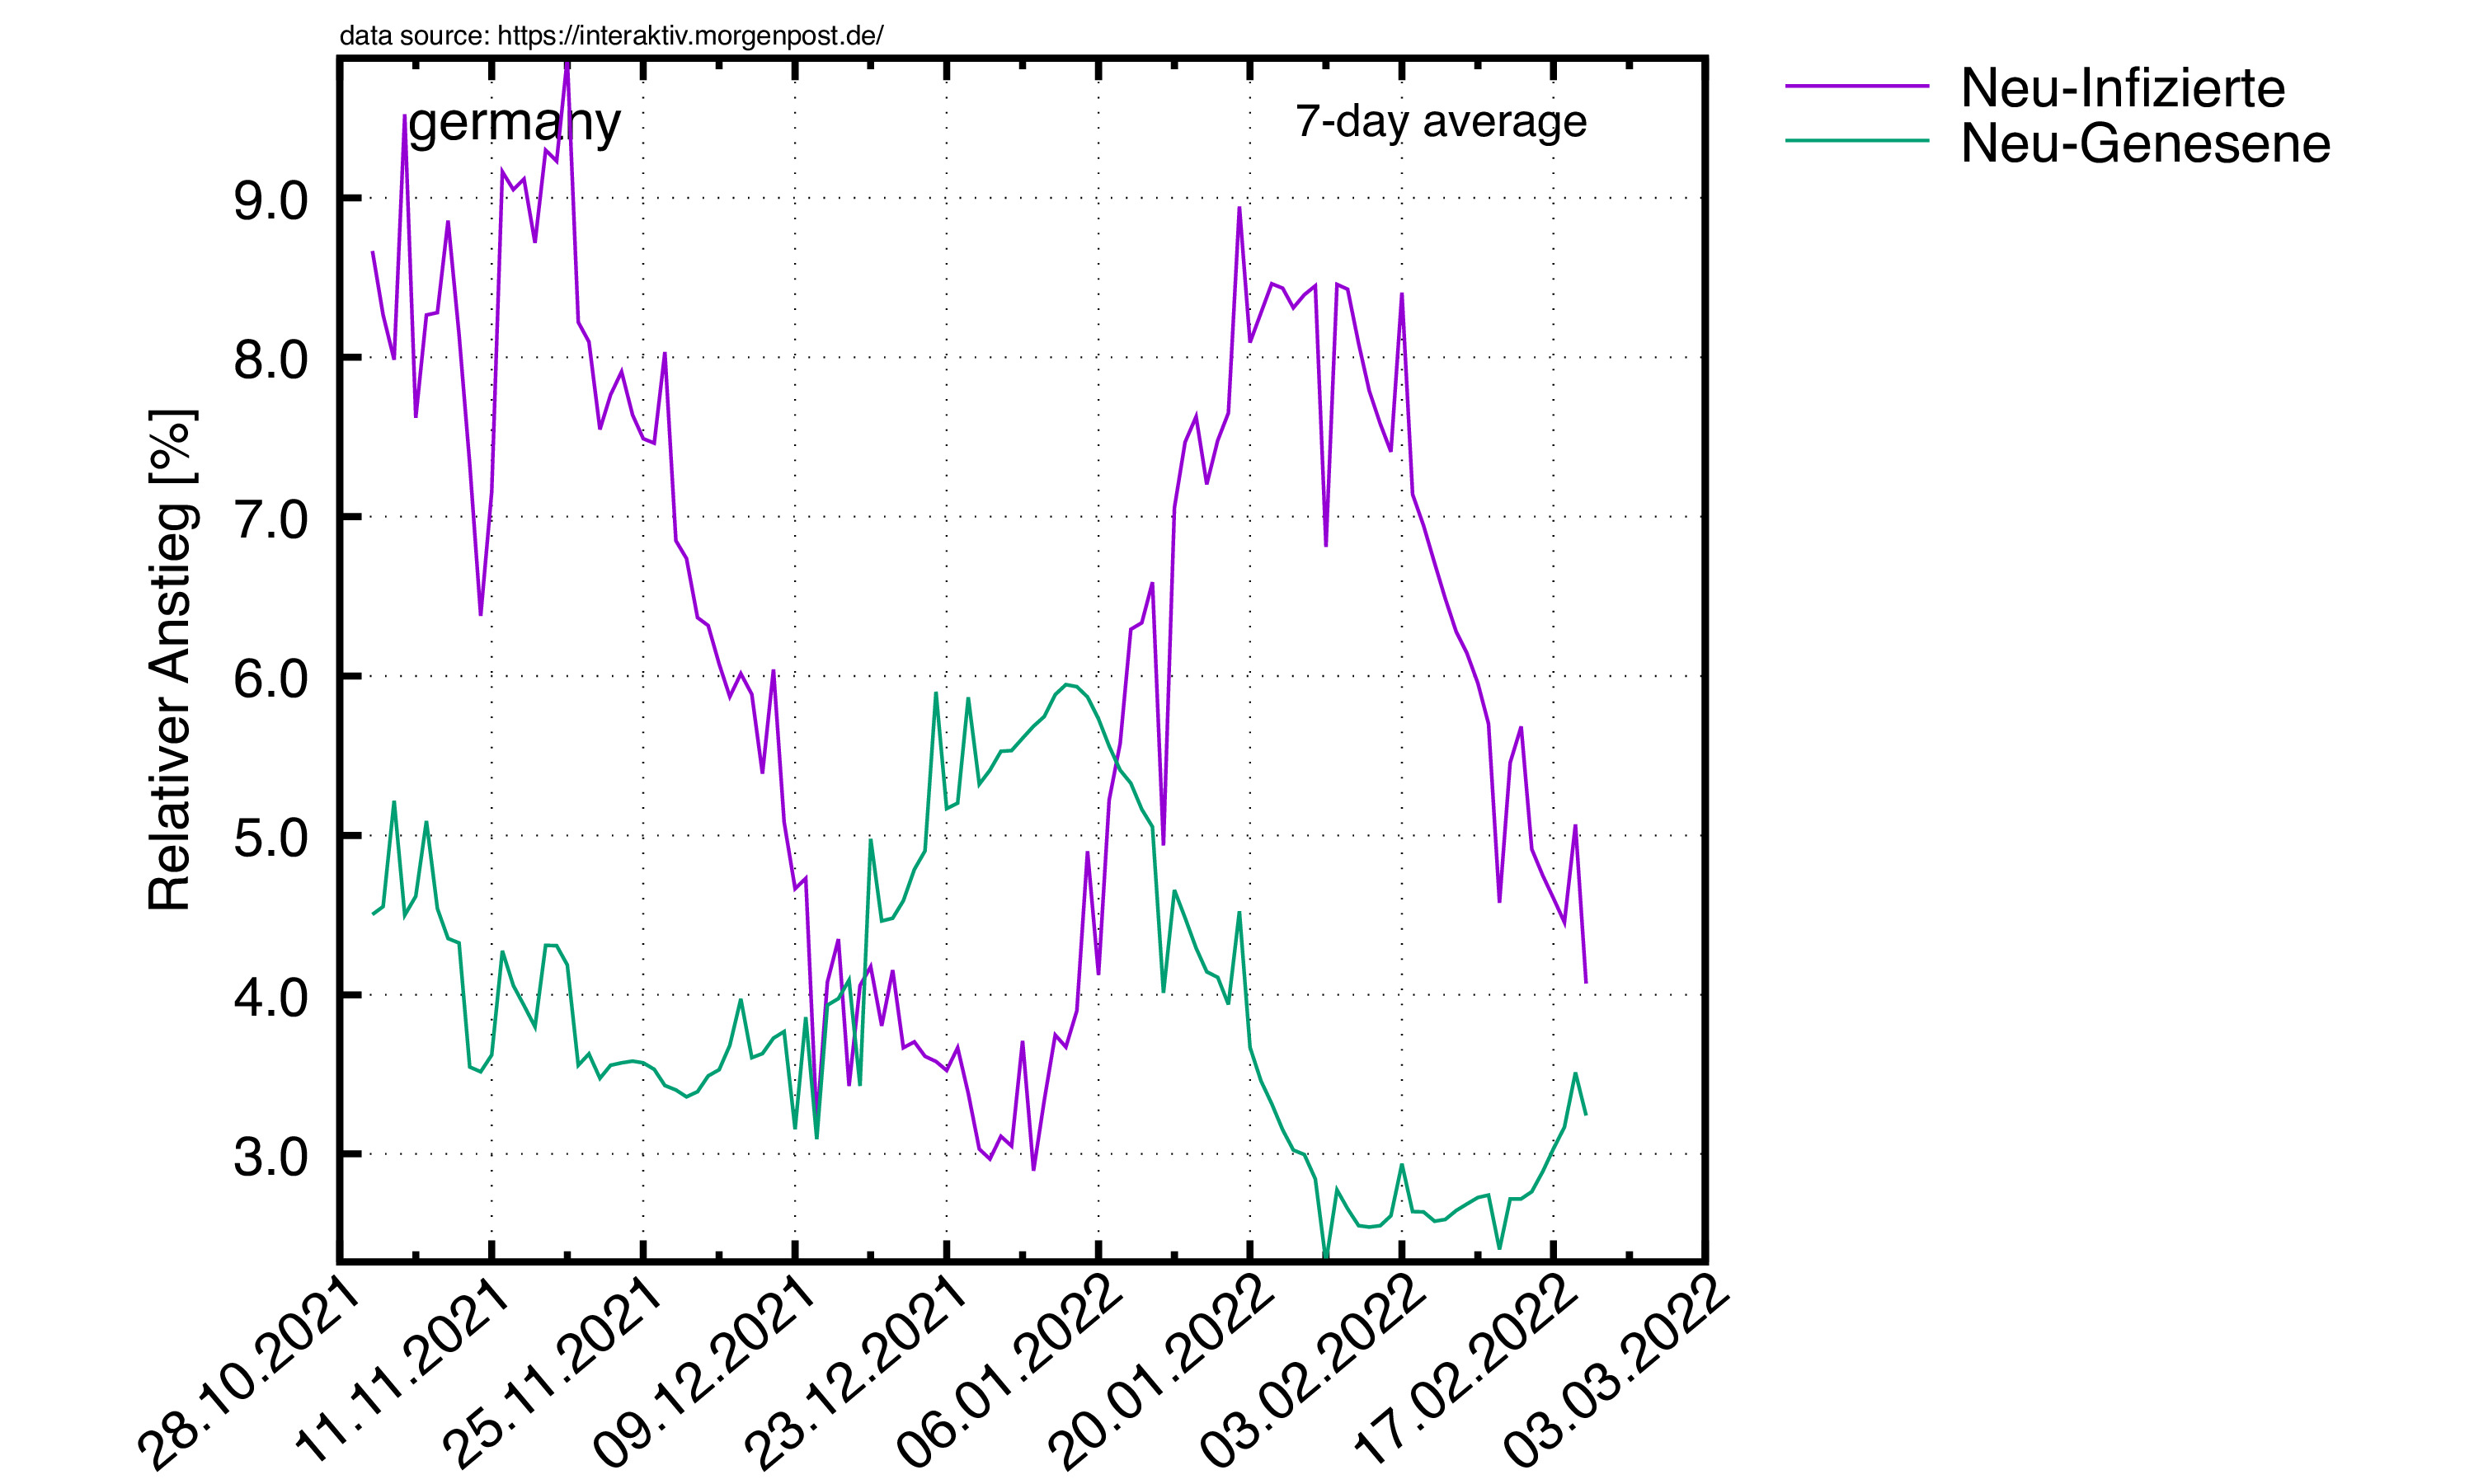 data source: https://interaktiv.morgenpost.de/
germany
7-day average
Neu-Infizierte
Neu-Genesene
Relativer Anstieg [%]
9.0
8.0
7.0
6.0
5.0
4.0
3.0
28.10.2021
11.11.2021
25.11.2021
09.12.2021
23.12.2021
06.01.2022
20.01.2022
03.02.2022
17.02.2022
03.03.2022